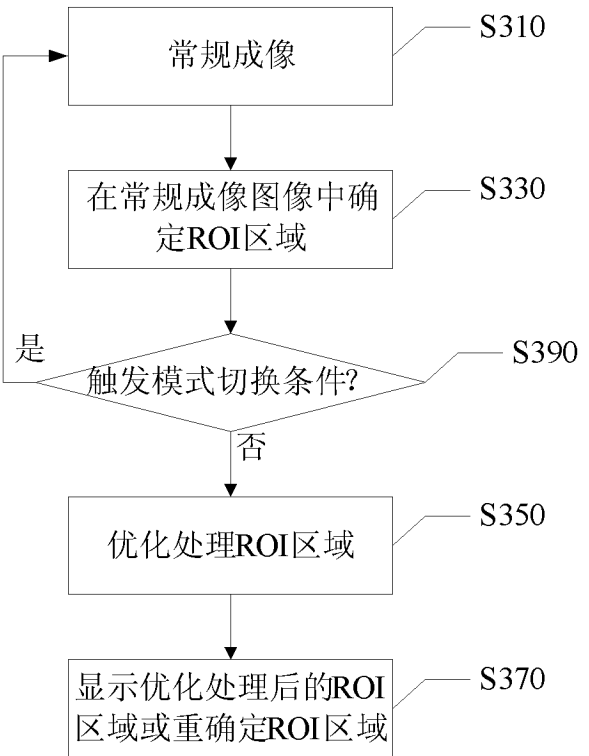 常规成像
S310
在常规成像图像中确
定ROI区域
S330
是
触发模式切换条件?
S390
否
优化处理ROI区域
S350
显示优化处理后的ROI
区域或重确定ROI区域
S370